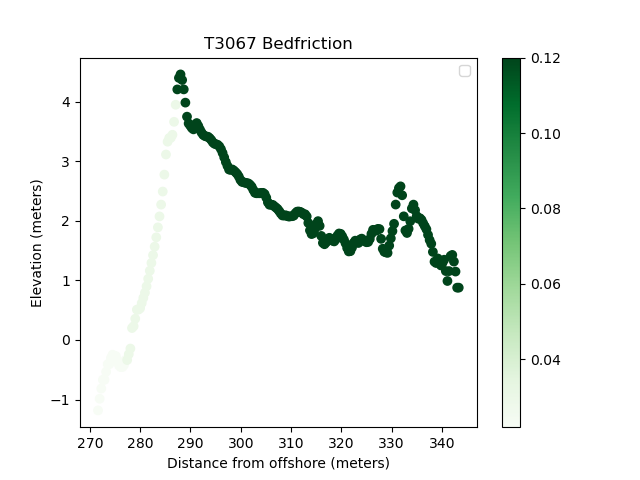 T3067 Bedfriction
Elevation (meters)
4
3
2
1
0
−1
270 280 290 300 310 320 330 340
Distance from offshore (meters)
0.12
0.10
0.08
0.06
0.04